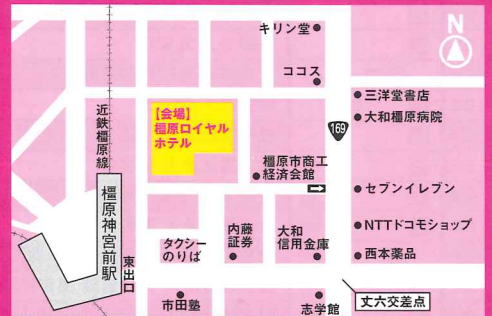 キリン堂
N
ココス
三洋堂書店
大和橿原病院
169
近鉄橿原線
【会場】
橿原ロイヤル
ホテル
橿原市商工
経済会館
セブンイレブン
橿原神宮前駅
東出口
タクシー
のりば
内藤
証券
大和
信用金庫
NTTドコモショップ
西本薬品
市田塾
志学館
丈六交差点